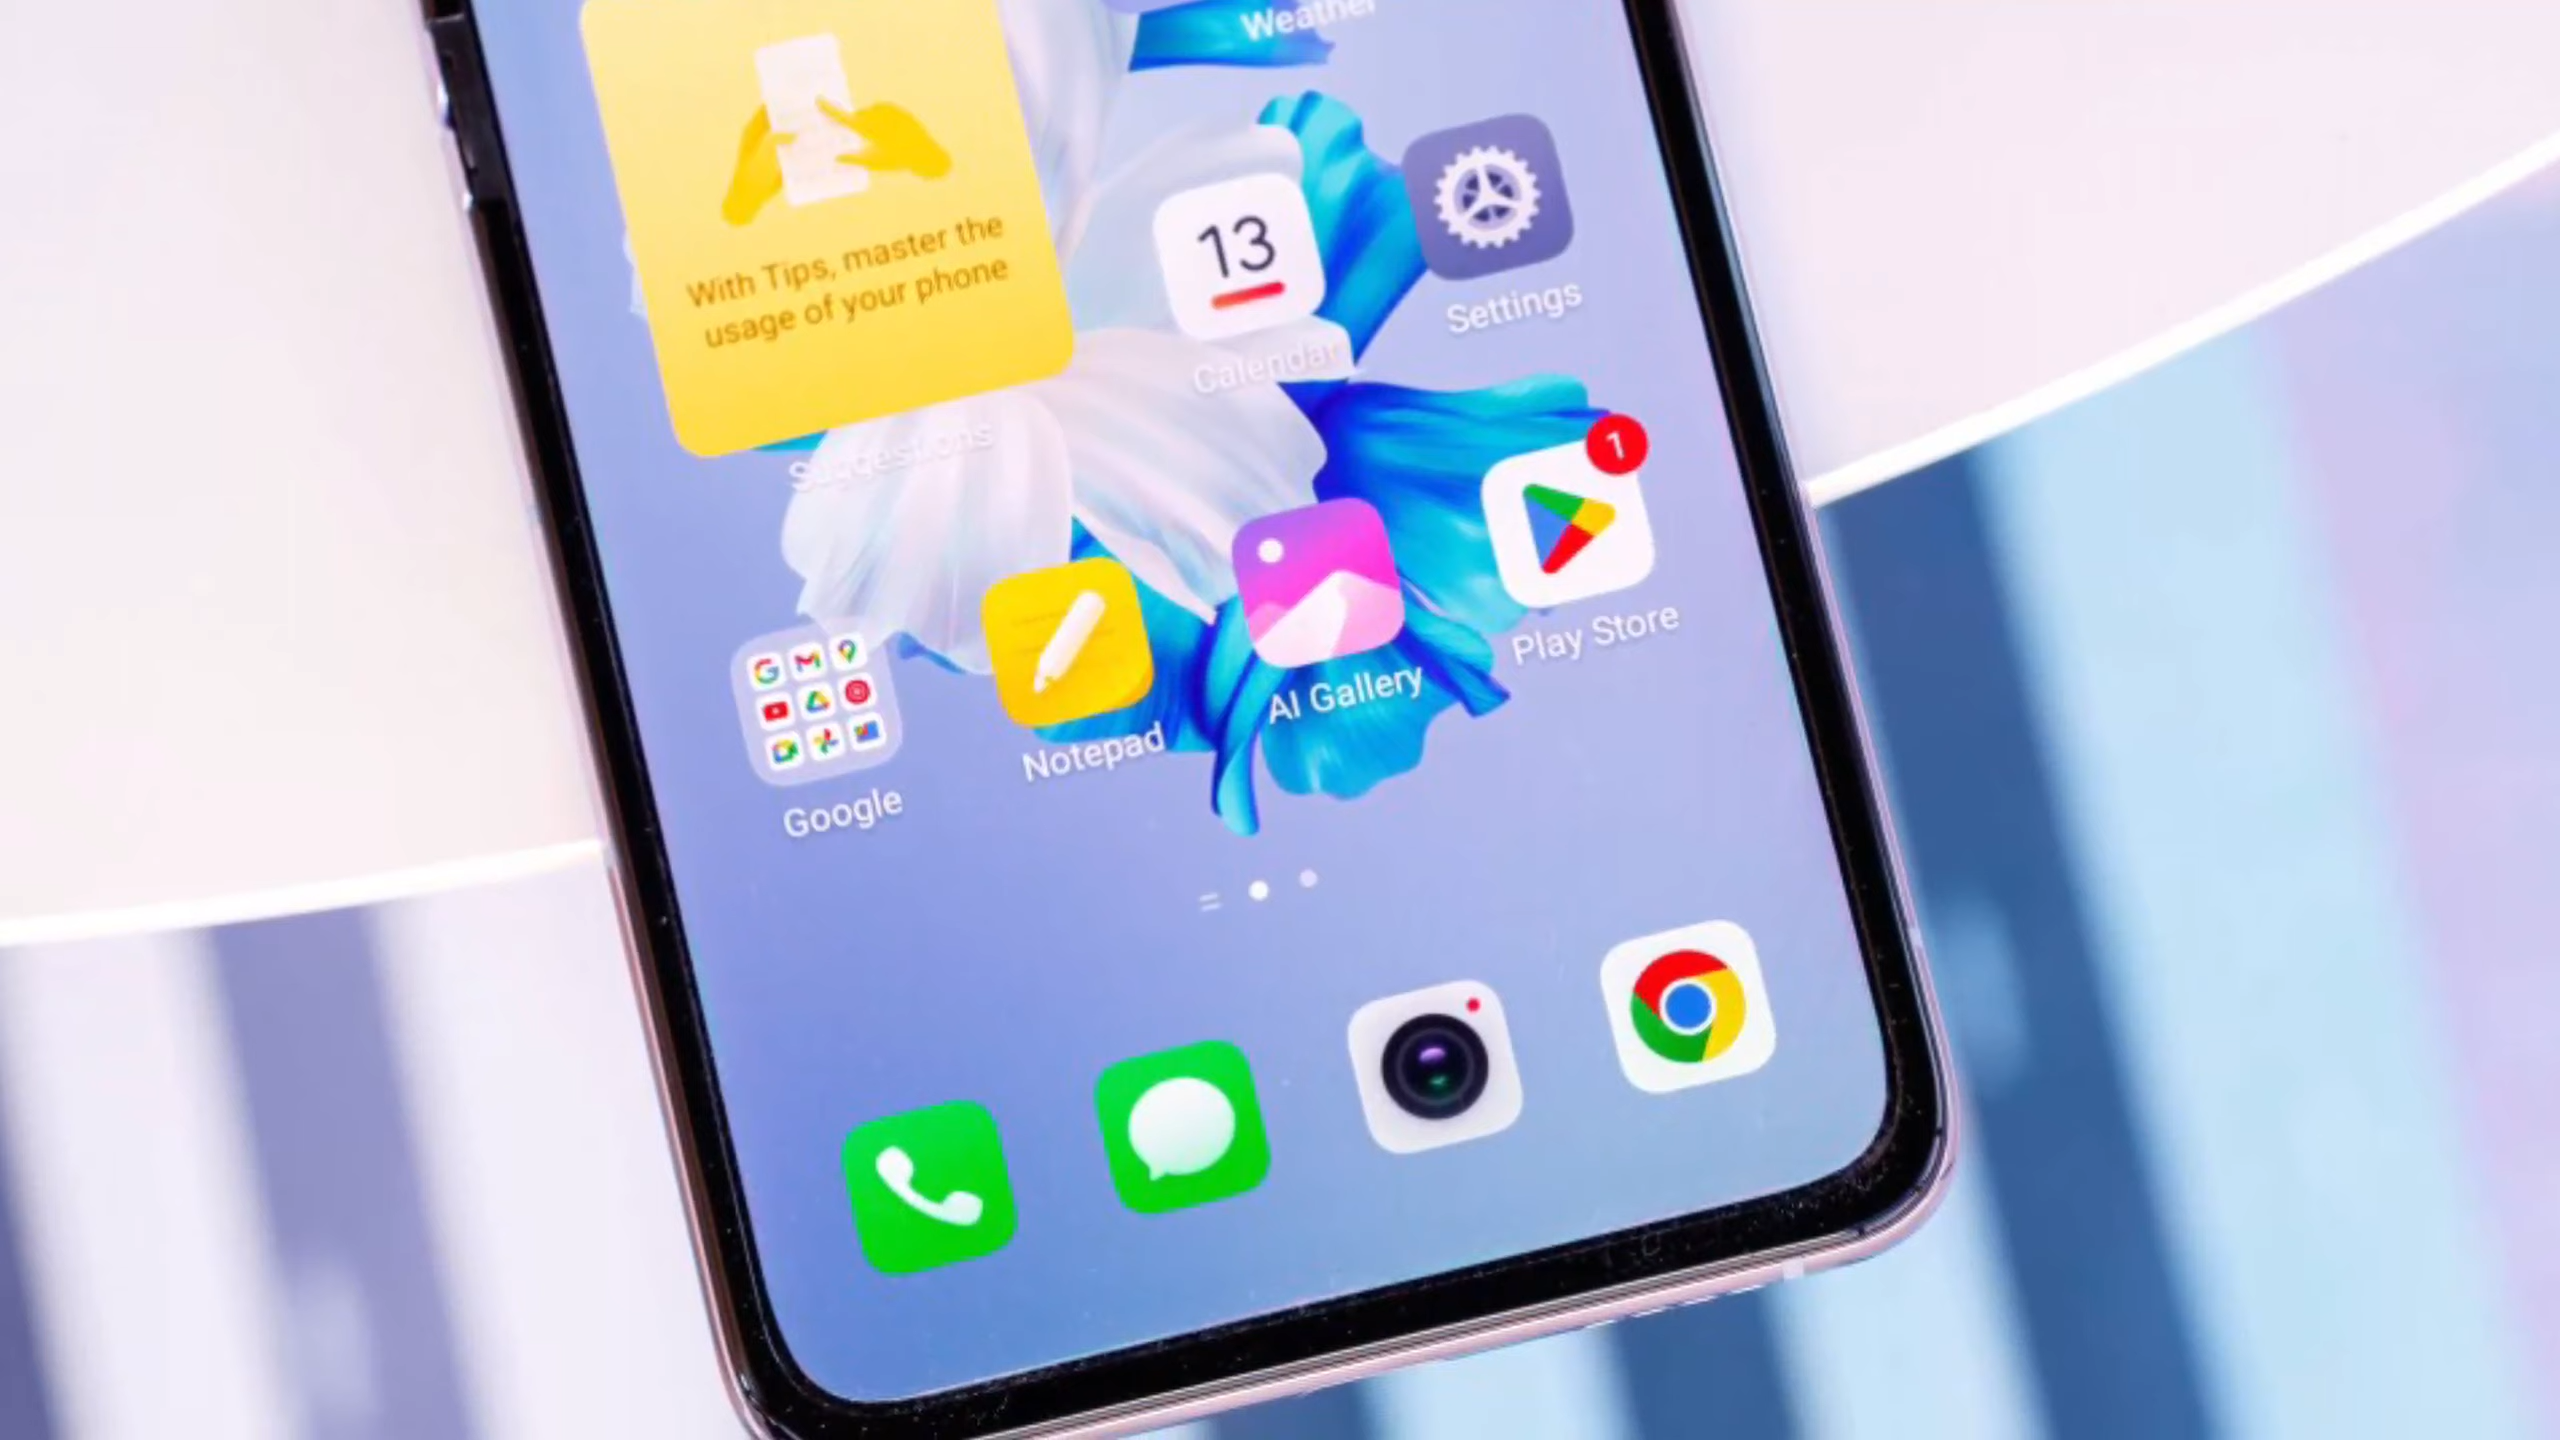 Weather
With Tips, master the
usage of your phone
Suggestions
13
Calendar
Settings
Google
Notepad
AI Gallery
1
Play Store